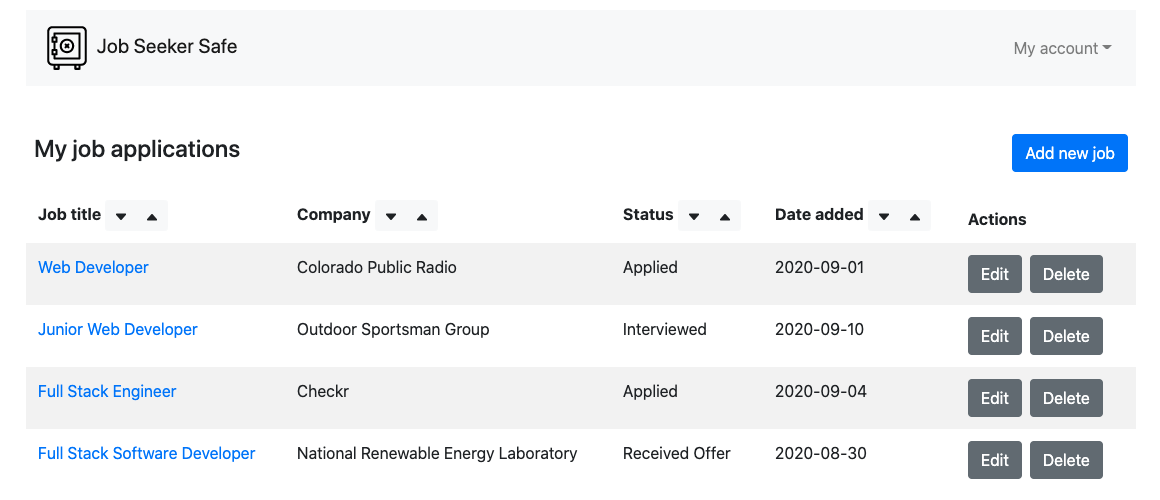 Job Seeker Safe My account
My job applications Add new job
Job title Company Status Date added Actions
Web Developer Colorado Public Radio Applied 2020-09-01 Edit Delete
Junior Web Developer Outdoor Sportsman Group Interviewed 2020-09-10 Edit Delete
Full Stack Engineer Checkr Applied 2020-09-04 Edit Delete
Full Stack Software Developer National Renewable Energy Laboratory Received Offer 2020-08-30 Edit Delete